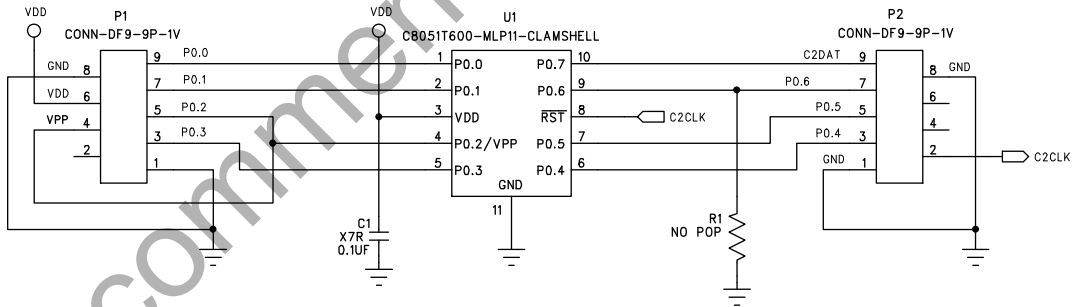 VDD
P1
CONN-DF9-9P-1V
GND 8
VDD 6
VPP 4
2
9 P0.0
7 P0.1
5 P0.2
3 P0.3
1
VDD
C1
X7R
0.1UF
U1
C8051T600-MLP11-CLAMSHELL
1 P0.0
2 P0.1
3 VDD
4 P0.2/VPP
5 P0.3
P0.7 10
P0.6 9
RST 8
P0.5 7
P0.4 6
GND
11
C2CLK
R1
NO POP
P2
CONN-DF9-9P-1V
C2DAT 9
P0.6 7
P0.5 5
P0.4 3
GND 1
8 GND
6
4
2
C2CLK
comme